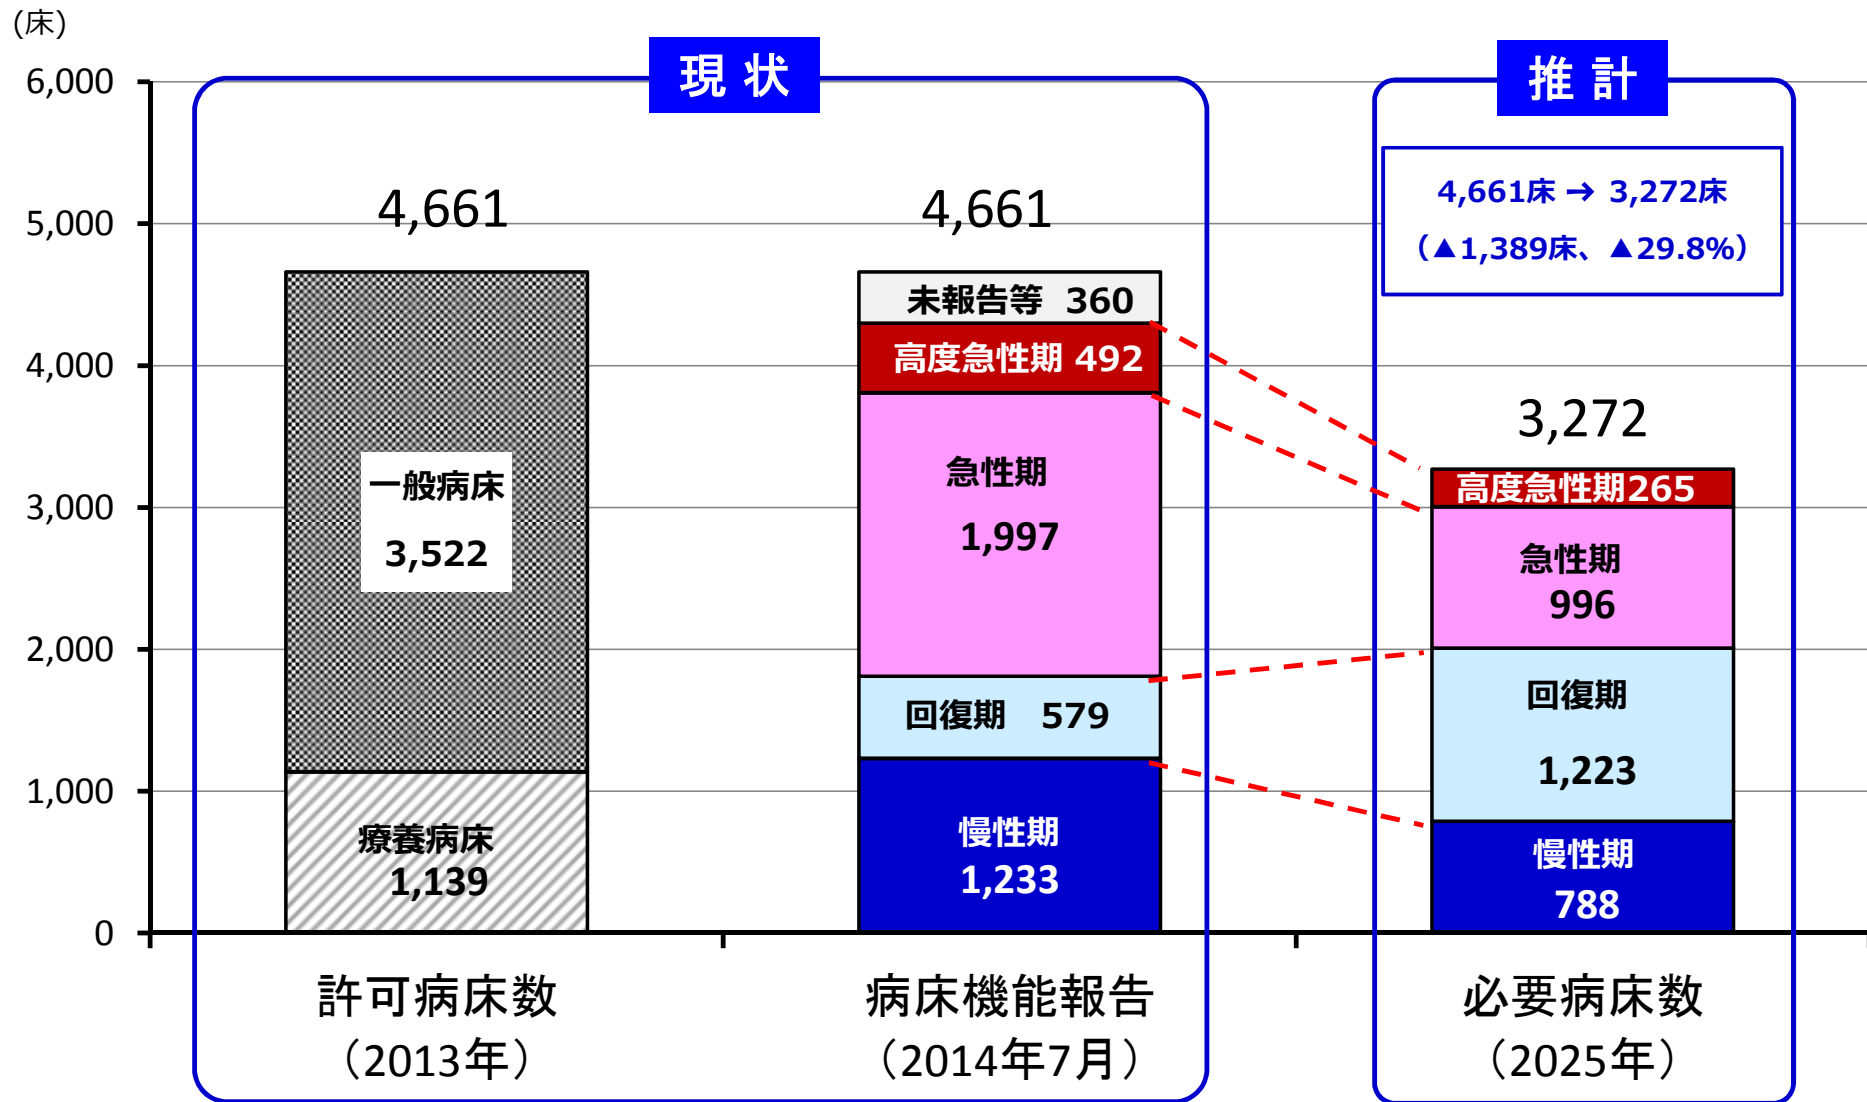 (床)
6,000
5,000
4,000
3,000
2,000
1,000
0
現 状
4,661
一般病床
3,522
療養病床
1,139
4,661
未報告等 360
高度急性期 492
急性期
1,997
回復期 579
慢性期
1,233
推 計
4,661床 → 3,272床
（▲1,389床、▲29.8%）
3,272
高度急性期265
急性期
996
回復期
1,223
慢性期
788
許可病床数
（2013年）
病床機能報告
（2014年7月）
必要病床数
（2025年）